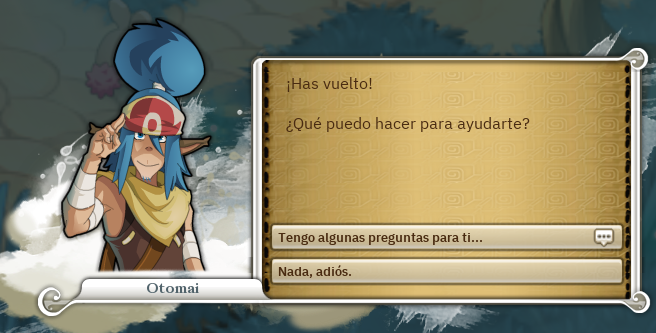 ¡Has vuelto!
¿Qué puedo hacer para ayudarte?
Tengo algunas preguntas para ti...
Nada, adiós.
Otomai